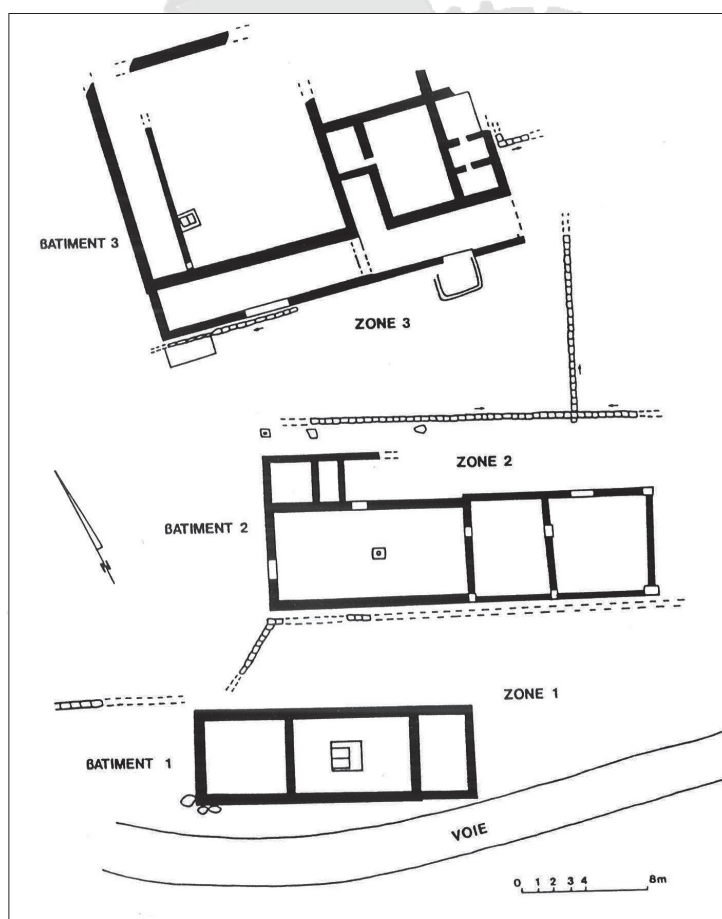 BATIMENT 3
ZONE 3
ZONE 2
BATIMENT 2
N
ZONE 1
BATIMENT 1
VOIE
0 1 2 3 4 8m